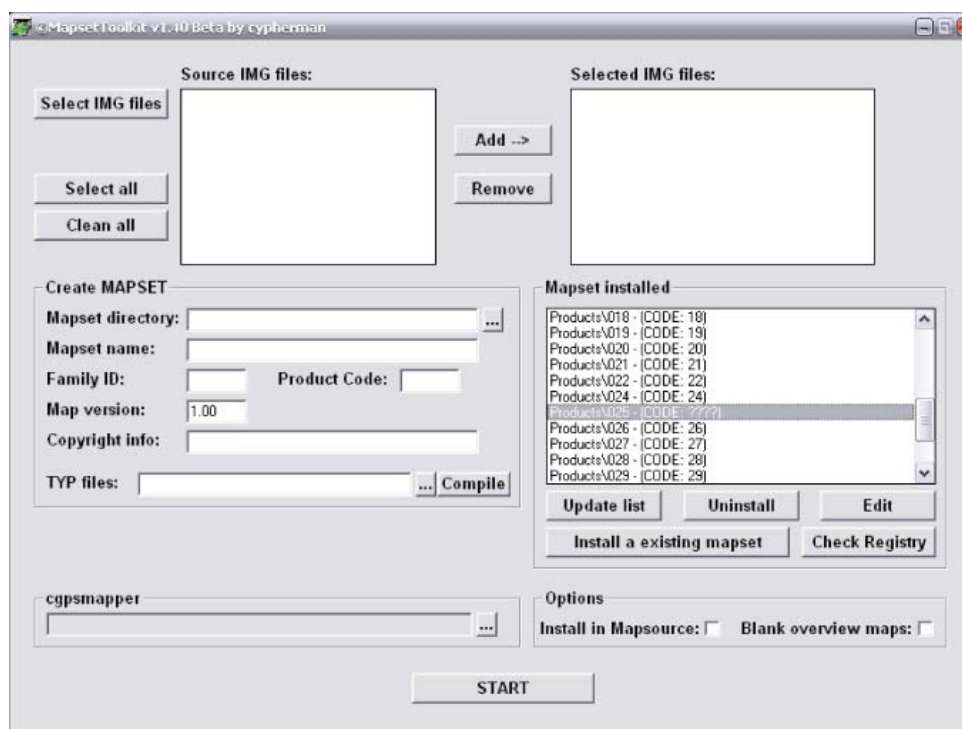 @MapsetToolkit v1.40 Beta by cypherman
Source IMG files:
Selected IMG files:
Select IMG files
Add -->
Select all
Remove
Clean all
Create MAPSET
Mapset directory:
...
Mapset name:
Family ID:
Product Code:
Map version:
1.00
Copyright info:
TYP files:
...
Compile
Mapset installed
Products\018 - (CODE: 18)
Products\019 - (CODE: 19)
Products\020 - (CODE: 20)
Products\021 - (CODE: 21)
Products\022 - (CODE: 22)
Products\024 - (CODE: 24)
Products\025 - (CODE: ????)
Products\026 - (CODE: 26)
Products\027 - (CODE: 27)
Products\028 - (CODE: 28)
Products\029 - (CODE: 29)
Update list
Uninstall
Edit
Install a existing mapset
Check Registry
cgpsmapper
...
Options
Install in Mapsource:
Blank overview maps:
START